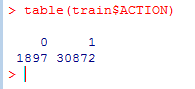 > table(train$ACTION)
0 1
1897 30872
>